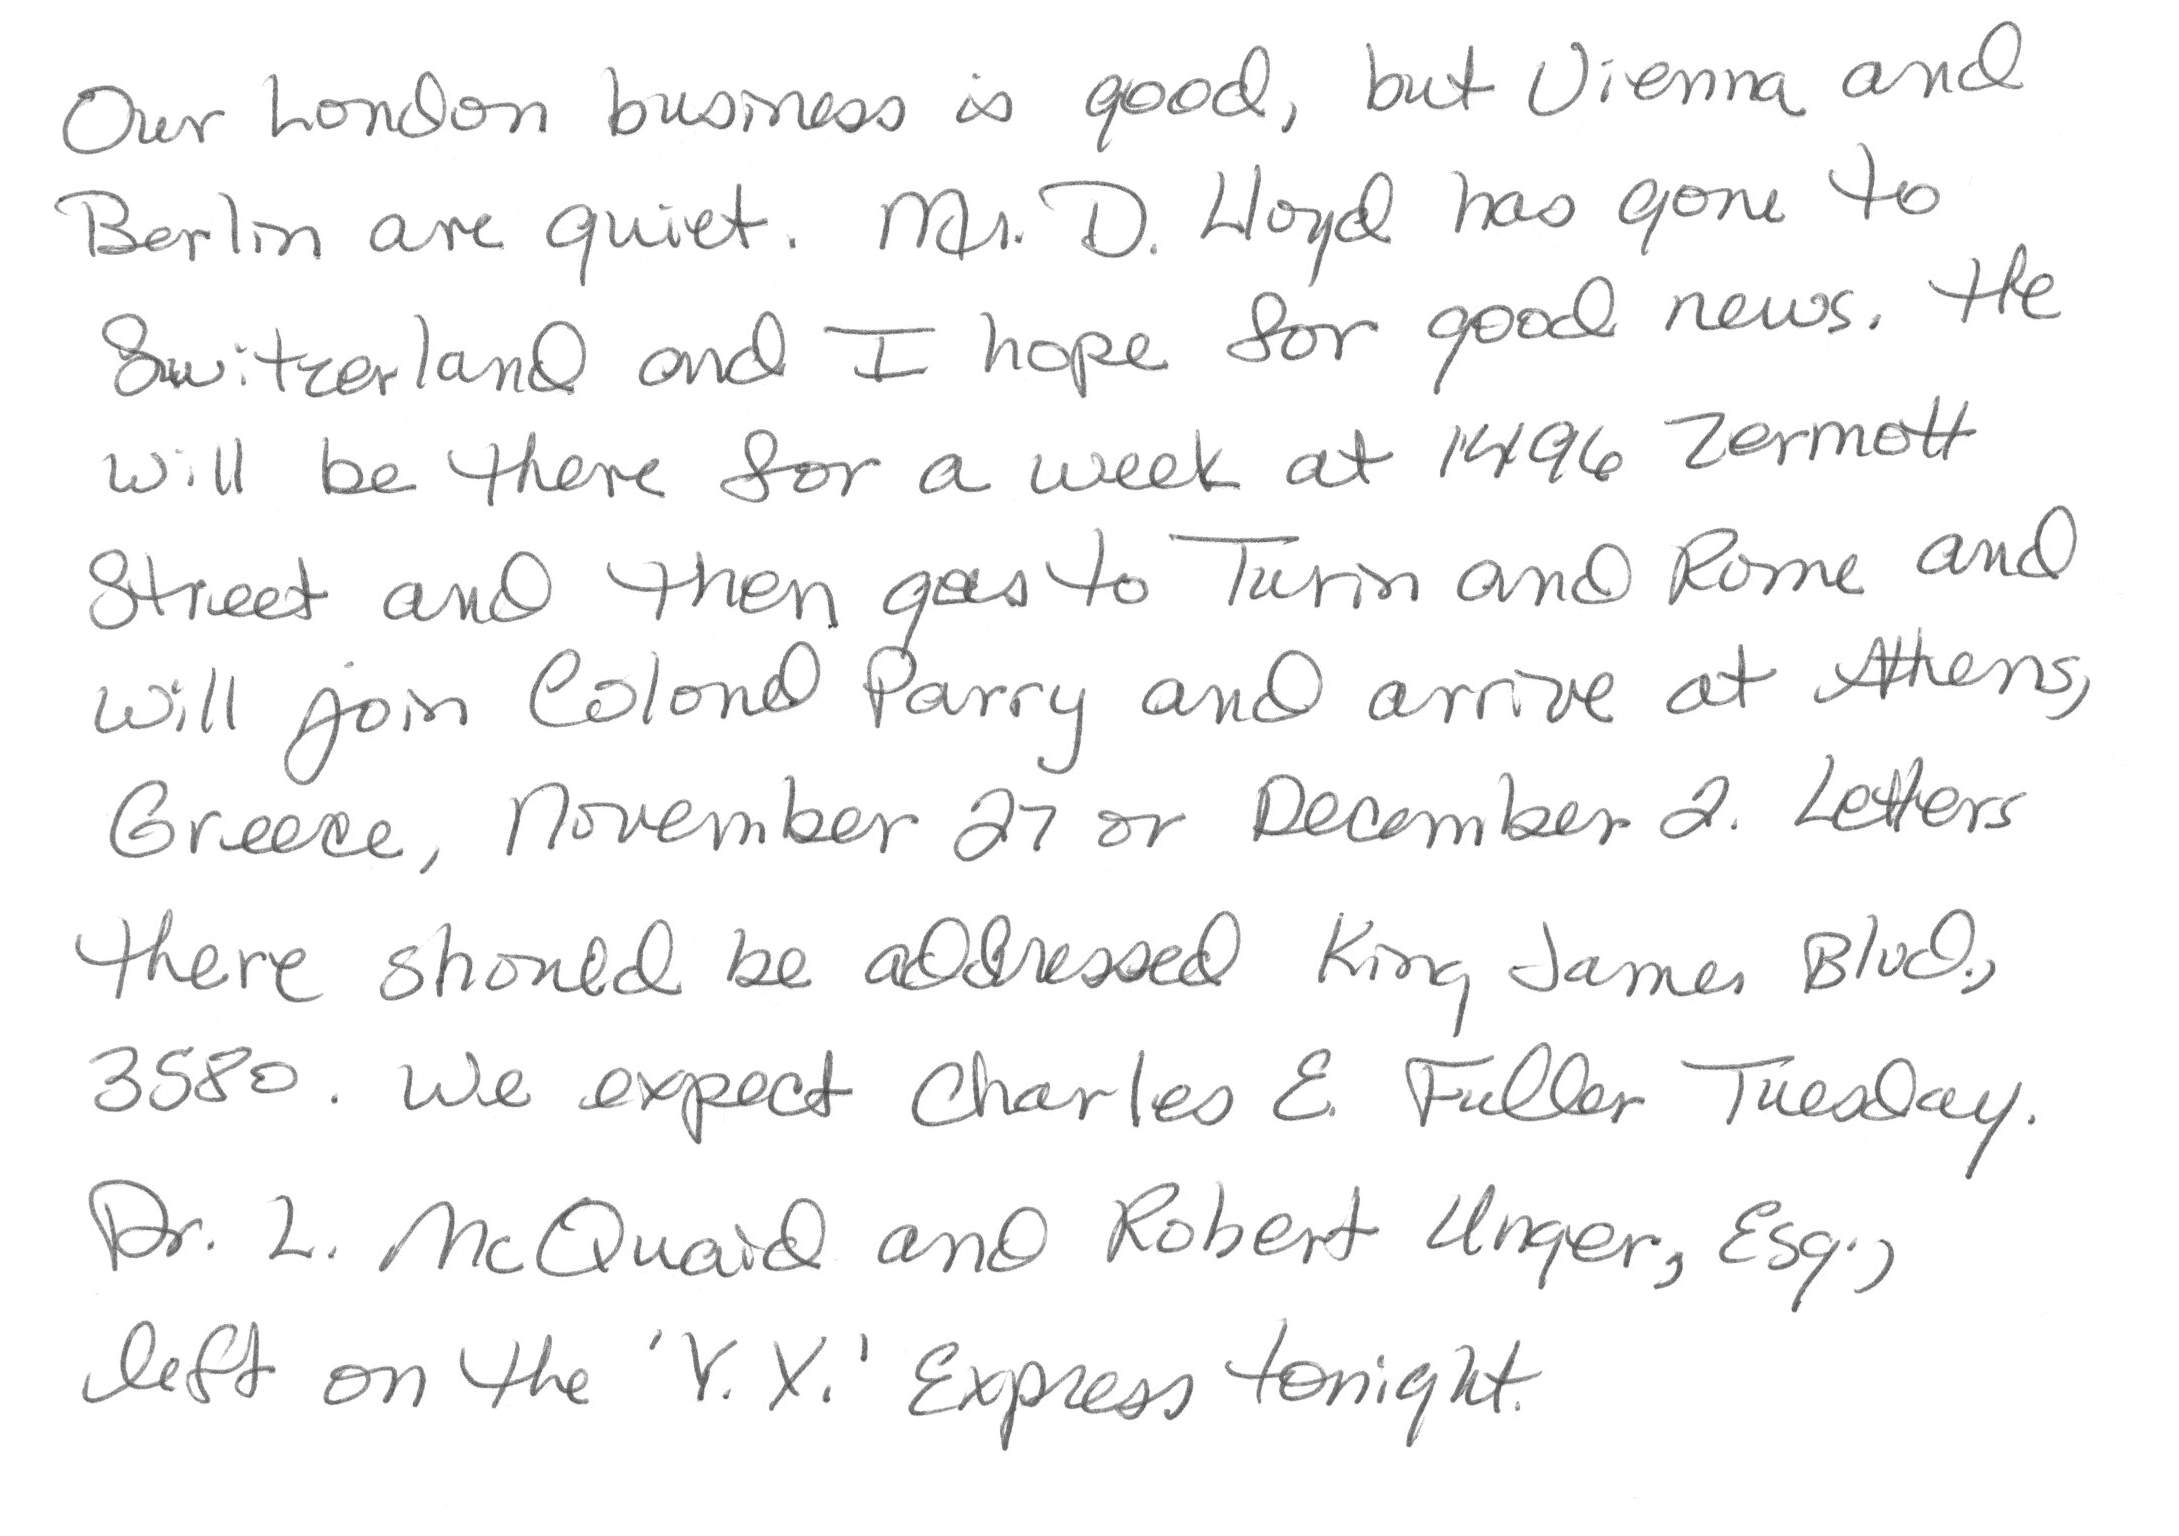 Our London business is good, but Vienna and
Berlin are quiet. Mr. D. Lloyd has gone to
Switzerland and I hope for good news. He
will be there for a week at 1496 Zermott
Street and then goes to Turin and Rome and
will join Colonel Parry and arrive at Athens,
Greece, November 27 or December 2. Letters
there should be addressed King James Blvd.,
3580. We expect Charles E. Fuller Tuesday.
Dr. L. McQuaid and Robert Unger, Esq.,
left on the 'Y. X.' Express tonight.